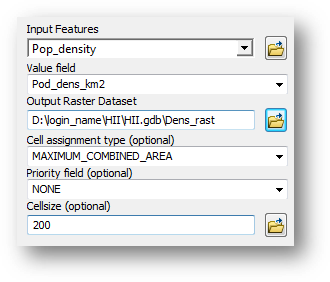 Input Features
Pop_density
Value field
Pod_dens_km2
Output Raster Dataset
D:\login_name\HII\HII.gdb\Dens_rast
Cell assignment type (optional)
MAXIMUM_COMBINED_AREA
Priority field (optional)
NONE
Cellsize (optional)
200